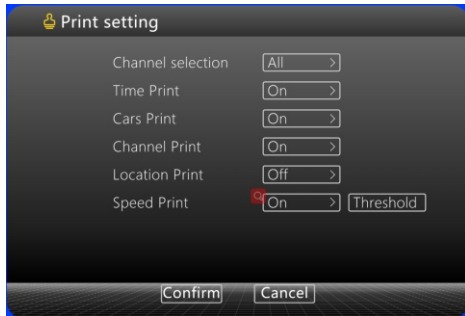 Print setting
Channel selection All >
Time Print On >
Cars Print On >
Channel Print On >
Location Print Off >
Speed Print On > Threshold
Confirm Cancel